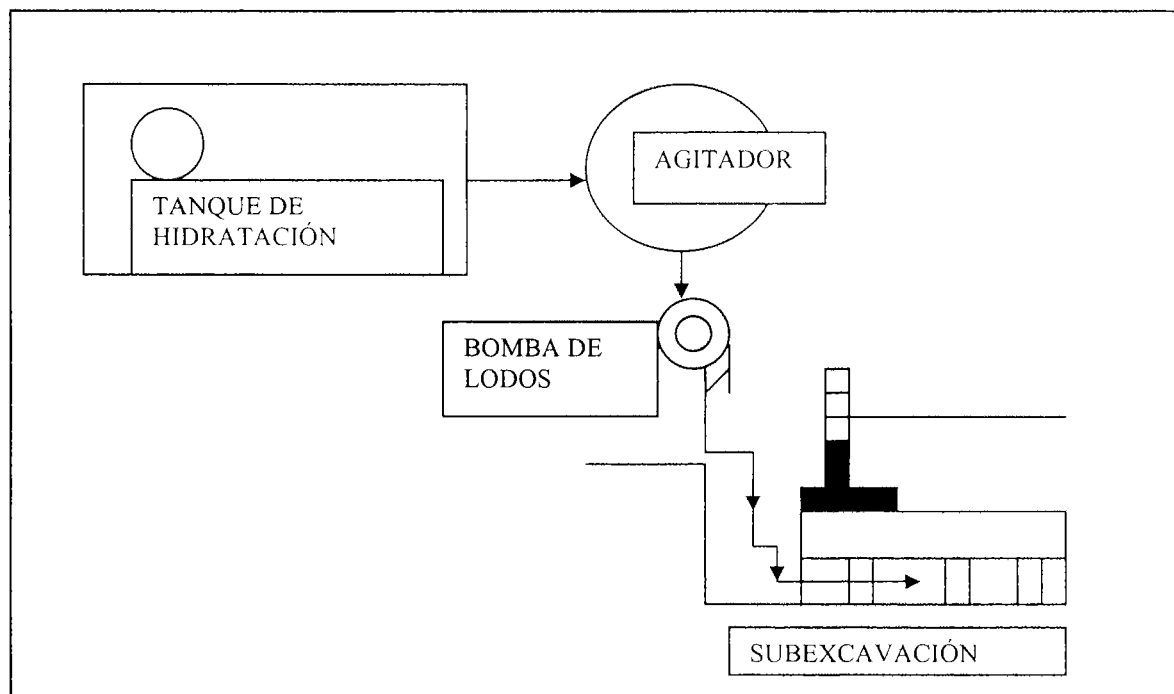 TANQUE DE
HIDRATACIÓN
AGITADOR
BOMBA DE
LODOS
SUBEXCAVACIÓN